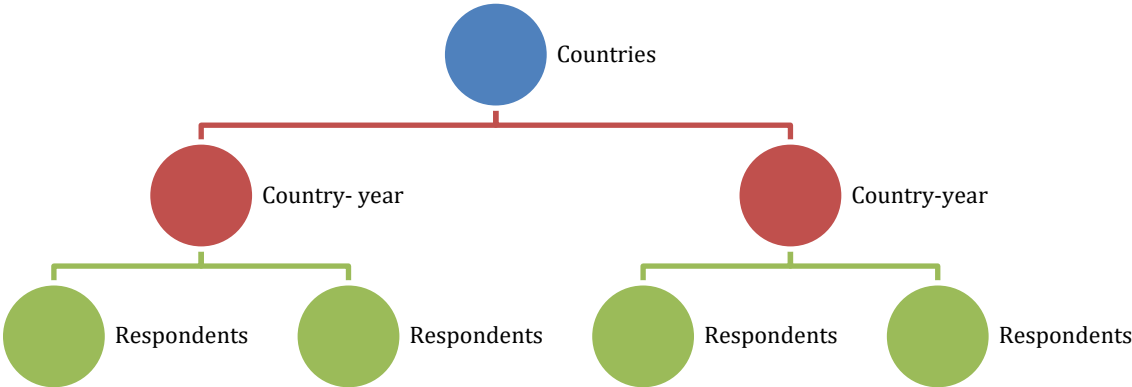 Countries
Country- year
Country-year
Respondents
Respondents
Respondents
Respondents